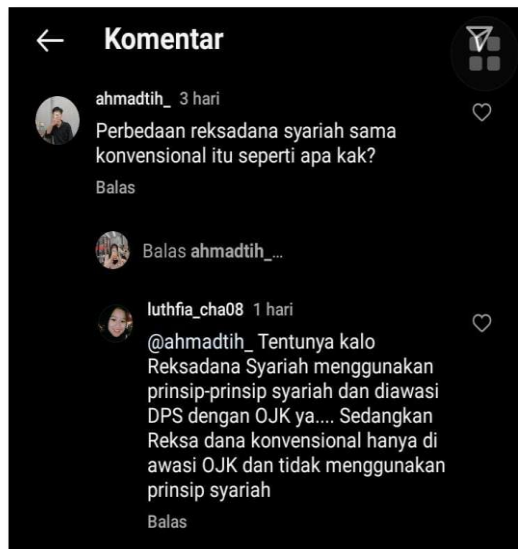 Komentar
ahmadtih_ 3 hari
Perbedaan reksadana syariah sama
konvensional itu seperti apa kak?
Balas
Balas ahmadtih_...
luthfia_cha08 1 hari
@ahmadtih_ Tentunya kalo
Reksadana Syariah menggunakan
prinsip-prinsip syariah dan diawasi
DPS dengan OJK ya.... Sedangkan
Reksa dana konvensional hanya di
awasi OJK dan tidak menggunakan
prinsip syariah
Balas